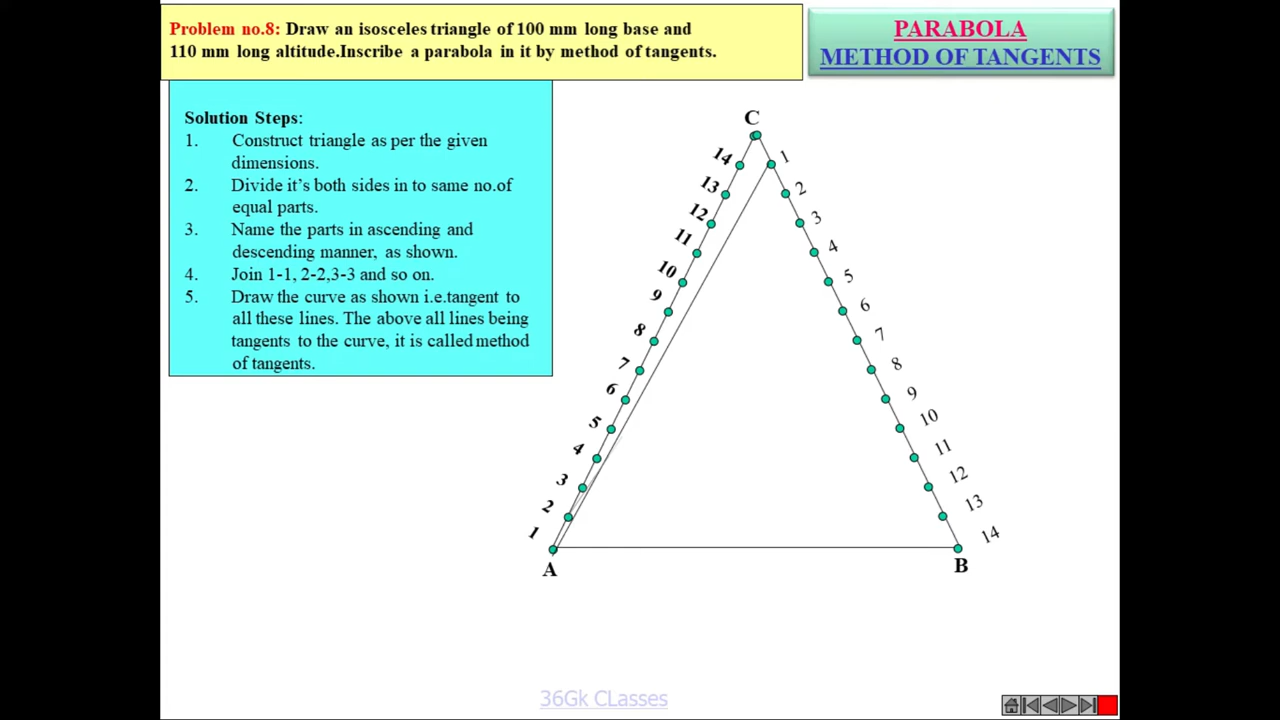 Problem no.8: Draw an isosceles triangle of 100 mm long base and
110 mm long altitude.Inscribe a parabola in it by method of tangents.
PARABOLA
METHOD OF TANGENTS
Solution Steps:
1. Construct triangle as per the given
dimensions.
2. Divide it's both sides in to same no.of
equal parts.
3. Name the parts in ascending and
descending manner, as shown.
4. Join 1-1, 2-2,3-3 and so on.
5. Draw the curve as shown i.e.tangent to
all these lines. The above all lines being
tangents to the curve, it is called method
of tangents.
C
14
13
12
11
10
9
8
7
6
5
4
3
2
1
1
2
3
4
5
6
7
8
9
10
11
12
13
14
A
B
36Gk CLasses